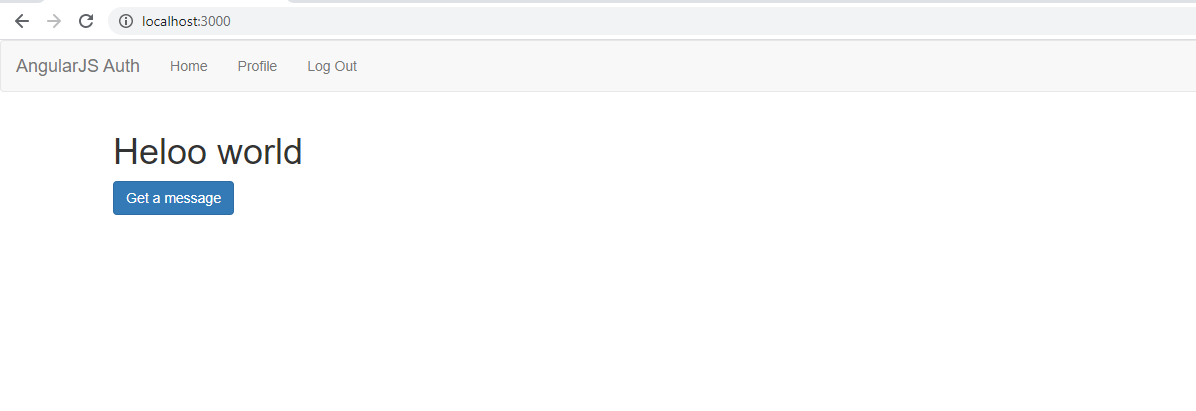 localhost:3000
AngularJS Auth Home Profile Log Out
Heloo world
Get a message